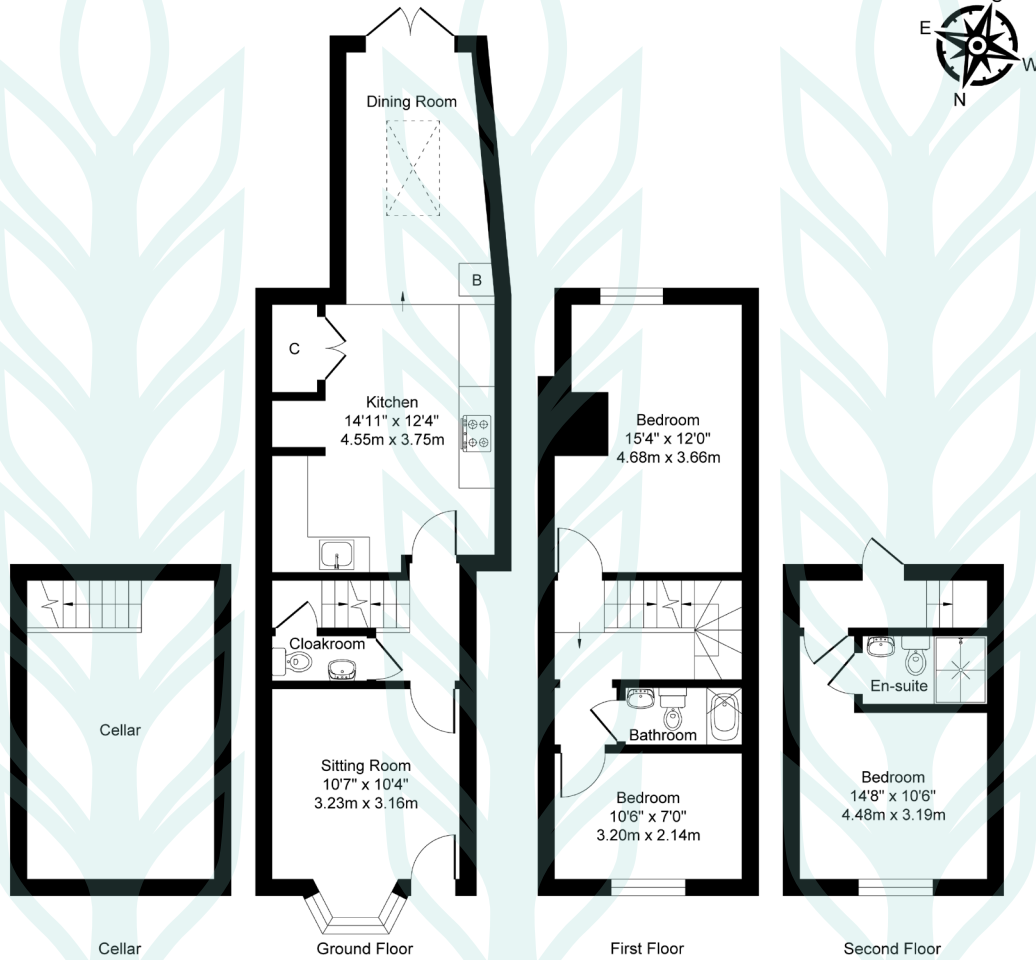 S
E
W
N
Dining Room
B
C
Kitchen
14'11" x 12'4"
4.55m x 3.75m
Bedroom
15'4" x 12'0"
4.68m x 3.66m
Cloakroom
En-suite
Cellar
Bathroom
Sitting Room
10'7" x 10'4"
3.23m x 3.16m
Bedroom
10'6" x 7'0"
3.20m x 2.14m
Bedroom
14'8" x 10'6"
4.48m x 3.19m
Cellar
Ground Floor
First Floor
Second Floor